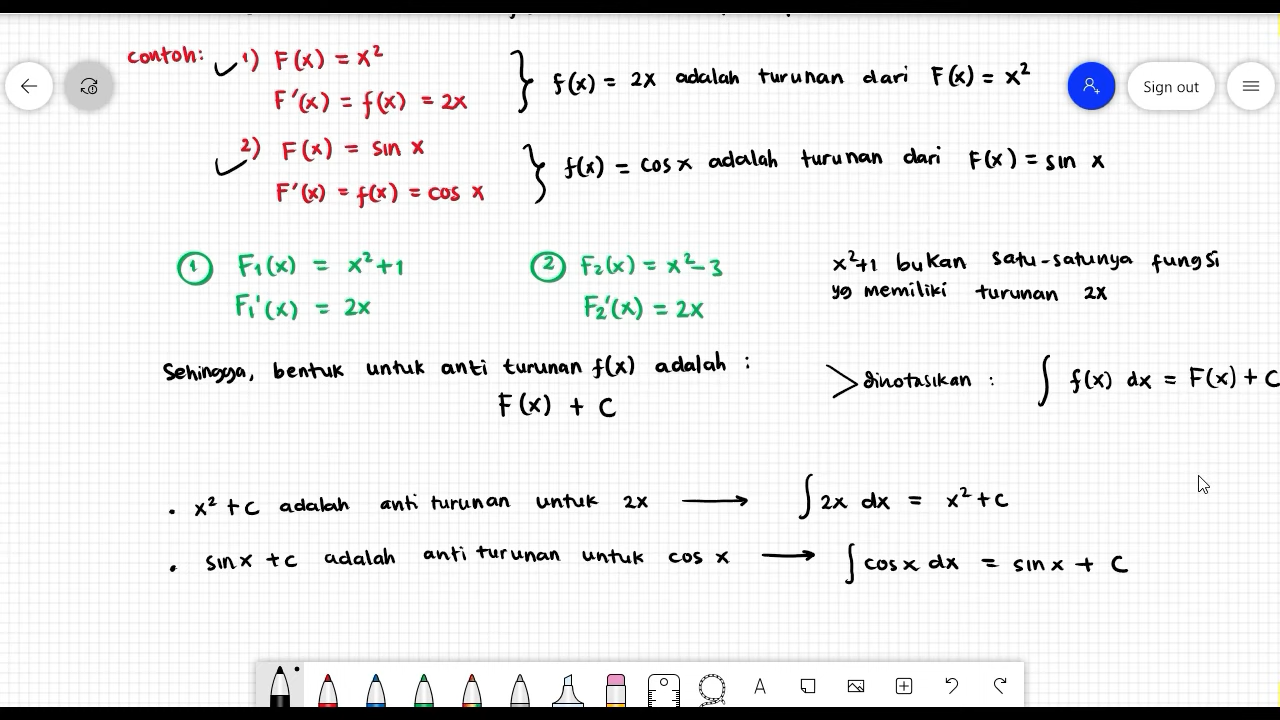 Sign out
contoh: 1) F(x) = x²
F'(x) = f(x) = 2x
f(x) = 2x adalah turunan dari F(x) = x²
2) F(x) = sin x
F'(x) = f(x) = cos x
f(x) = cos x adalah turunan dari F(x) = sin x
① F₁(x) = x²+1
F₁'(x) = 2x
② F₂(x) = x²-3
F₂'(x) = 2x
x²+1 bukan satu-satunya fungsi
yg memiliki turunan 2x
Sehingga, bentuk untuk anti turunan f(x) adalah :
F(x) + C
dinotasikan : ∫ f(x) dx = F(x) + C
• x² + C adalah anti turunan untuk 2x → ∫ 2x dx = x² + C
• sin x + C adalah anti turunan untuk cos x → ∫ cos x dx = sin x + C